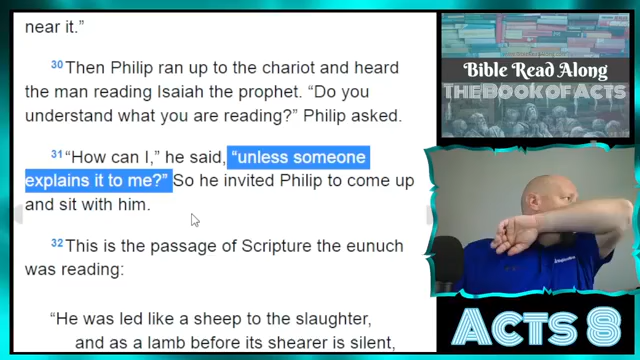 near it.”
30 Then Philip ran up to the chariot and heard
the man reading Isaiah the prophet. “Do you
understand what you are reading?” Philip asked.
31 “How can I,” he said, “unless someone
explains it to me?” So he invited Philip to come up
and sit with him.
32 This is the passage of Scripture the eunuch
was reading:
“He was led like a sheep to the slaughter,
and as a lamb before its shearer is silent,
Bible Read Along
The Book of Acts
Acts 8